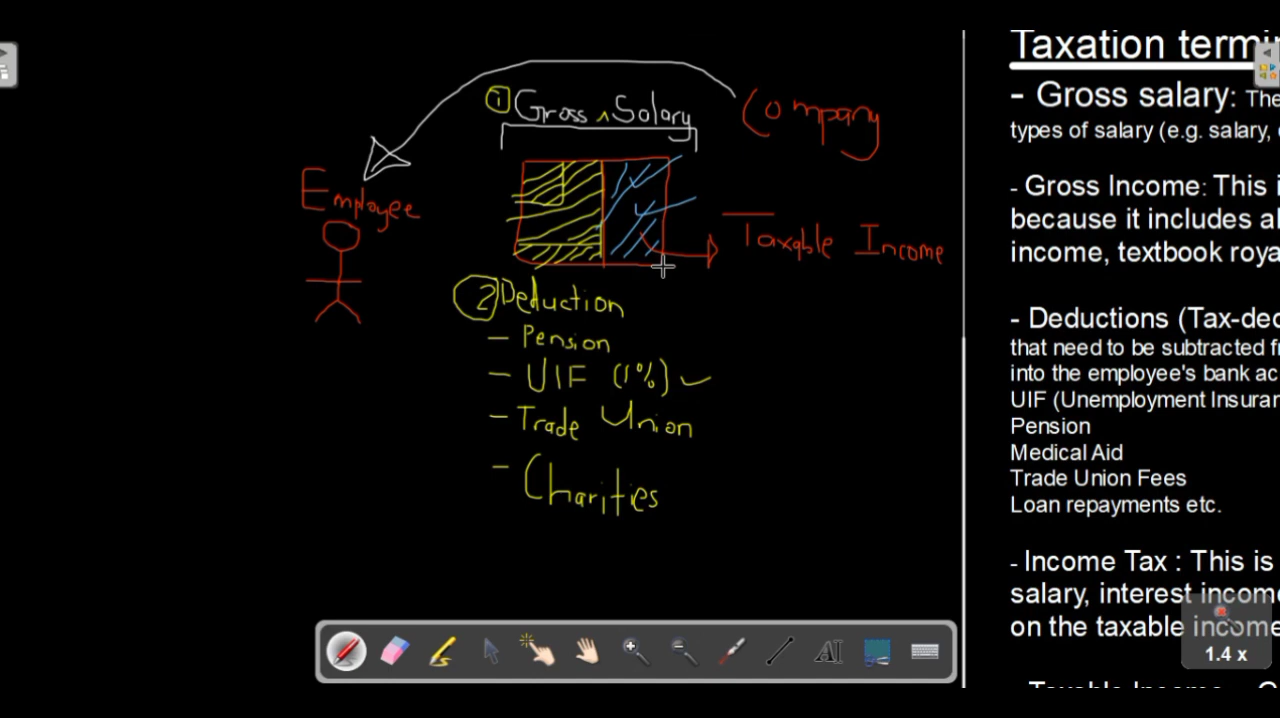 ① Gross Salary
Company
Employee
Taxable Income
② Deduction
- Pension
- UIF (1%) ✓
- Trade Union
- Charities
Taxation termi
- Gross salary: The
types of salary (e.g. salary,
- Gross Income: This i
because it includes a
income, textbook roya
- Deductions (Tax-dec
that need to be subtracted f
into the employee's bank ac
UIF (Unemployment Insuran
Pension
Medical Aid
Trade Union Fees
Loan repayments etc.
- Income Tax : This is
salary, interest income
on the taxable income
1.4 x